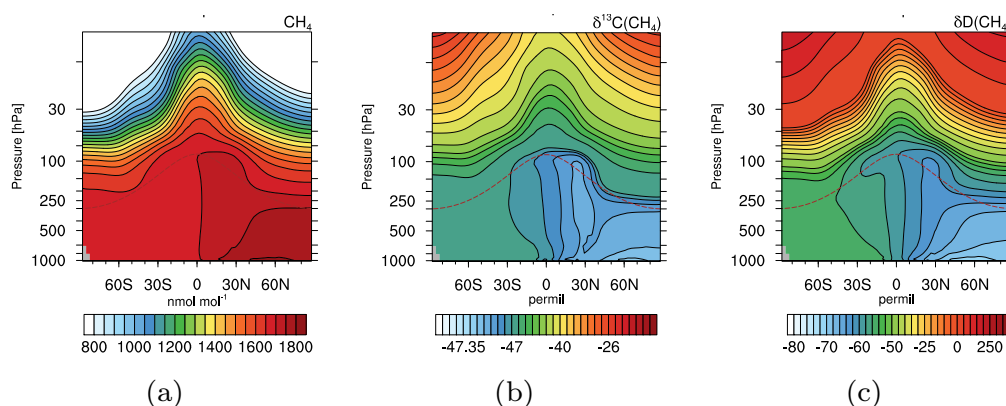 CH₄
Pressure [hPa]
30
100
250
500
1000
60S 30S 0 30N 60N
nmol mol⁻¹
800 1000 1200 1400 1600 1800
(a)
δ¹³C(CH₄)
Pressure [hPa]
30
100
250
500
1000
60S 30S 0 30N 60N
permil
-47.35 -47 -40 -26
(b)
δD(CH₄
Pressure [hPa]
30
100
250
500
1000
60S 30S 0 30N 60N
permil
-80 -70 -60 -50 -25 0 250
(c)